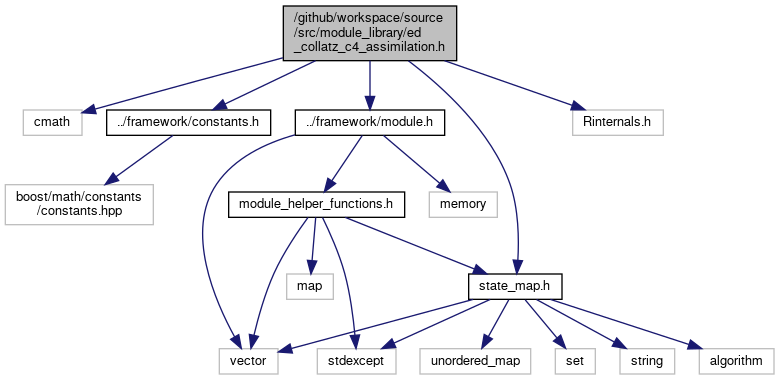 /github/workspace/source
/src/module_library/ed
_collatz_c4_assimilation.h
cmath
../framework/constants.h
../framework/module.h
Rinternals.h
boost/math/constants
/constants.hpp
module_helper_functions.h
memory
map
state_map.h
vector
stdexcept
unordered_map
set
string
algorithm